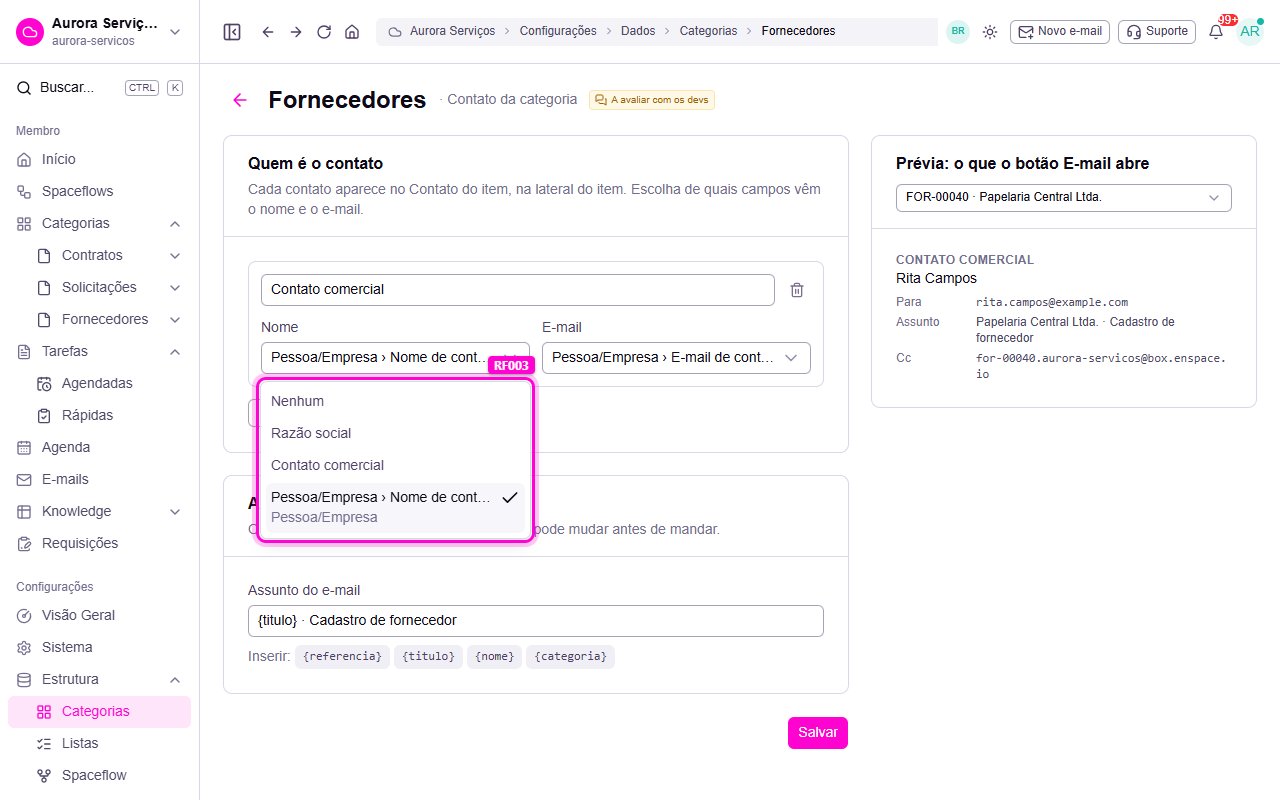 Aurora Serviç...
aurora-servicos
Aurora Serviços
Configurações
Dados
Categorias
Fornecedores
BR
Novo e-mail
Suporte
99+
AR
Buscar...
CTRL
K
Membro
Início
Spaceflows
Categorias
Contratos
Solicitações
Fornecedores
Tarefas
Agendadas
Rápidas
Agenda
E-mails
Knowledge
Requisições
Configurações
Visão Geral
Sistema
Estrutura
Categorias
Listas
Spaceflow
Fornecedores
· Contato da categoria
A avaliar com os devs
Quem é o contato
Cada contato aparece no Contato do item, na lateral do item. Escolha de quais campos vêm
o nome e o e-mail.
Contato comercial
Nome
E-mail
Pessoa/Empresa › Nome de cont...
Pessoa/Empresa › E-mail de cont...
RF003
Nenhum
Razão social
Contato comercial
Pessoa/Empresa › Nome de cont...
Pessoa/Empresa
pode mudar antes de mandar.
Assunto do e-mail
{titulo} · Cadastro de fornecedor
Inserir: {referencia} {titulo} {nome} {categoria}
Salvar
Prévia: o que o botão E-mail abre
FOR-00040 · Papelaria Central Ltda.
CONTATO COMERCIAL
Rita Campos
Para rita.campos@example.com
Assunto Papelaria Central Ltda. · Cadastro de
fornecedor
Cc for-00040.aurora-servicos@box.enspace.
io